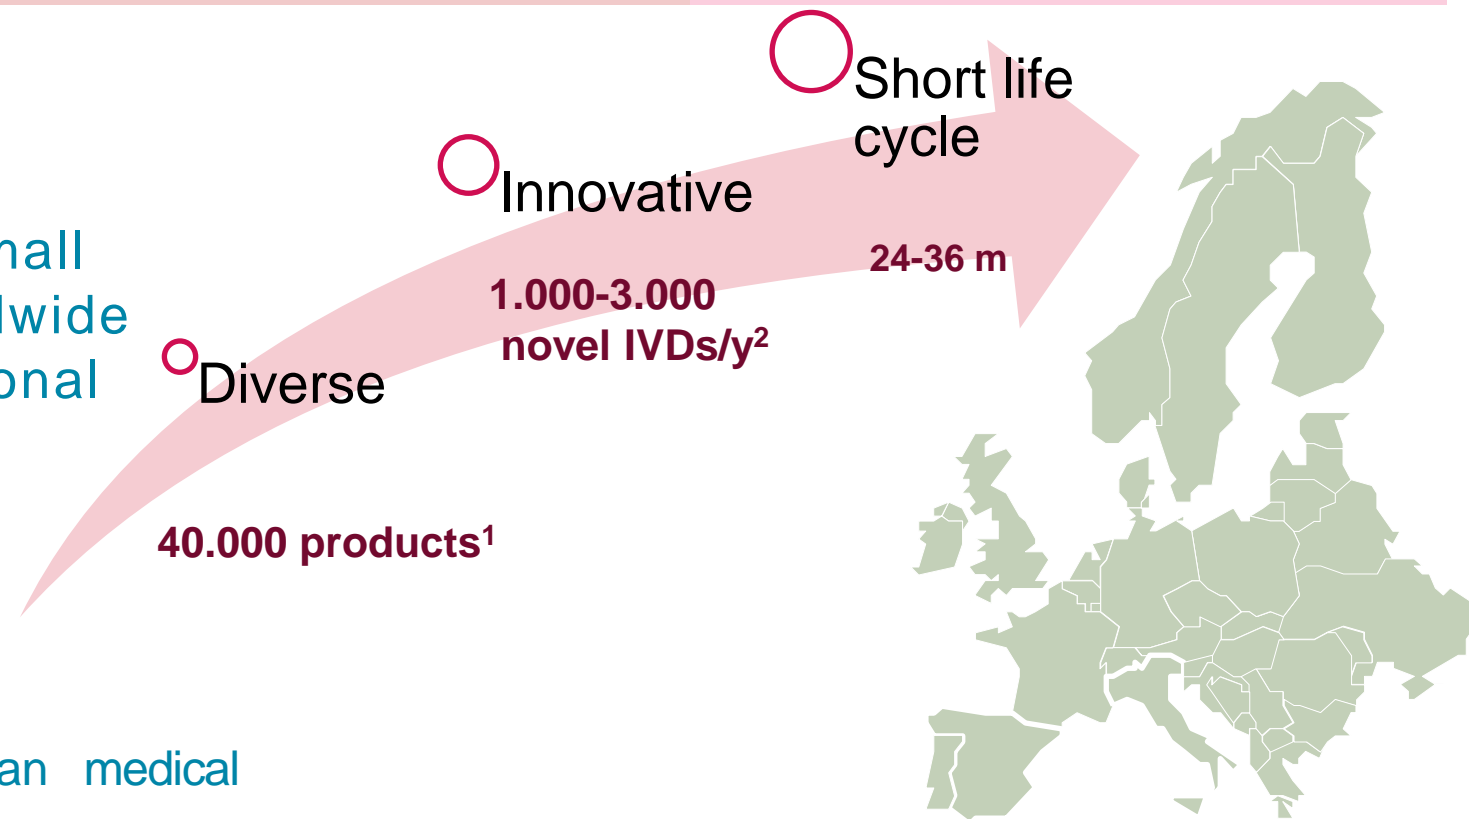 Short life
cycle
Innovative
24-36 m
1.000-3.000
novel IVDs/y²
mall
lwide
onal
Diverse
40.000 products¹
an medical